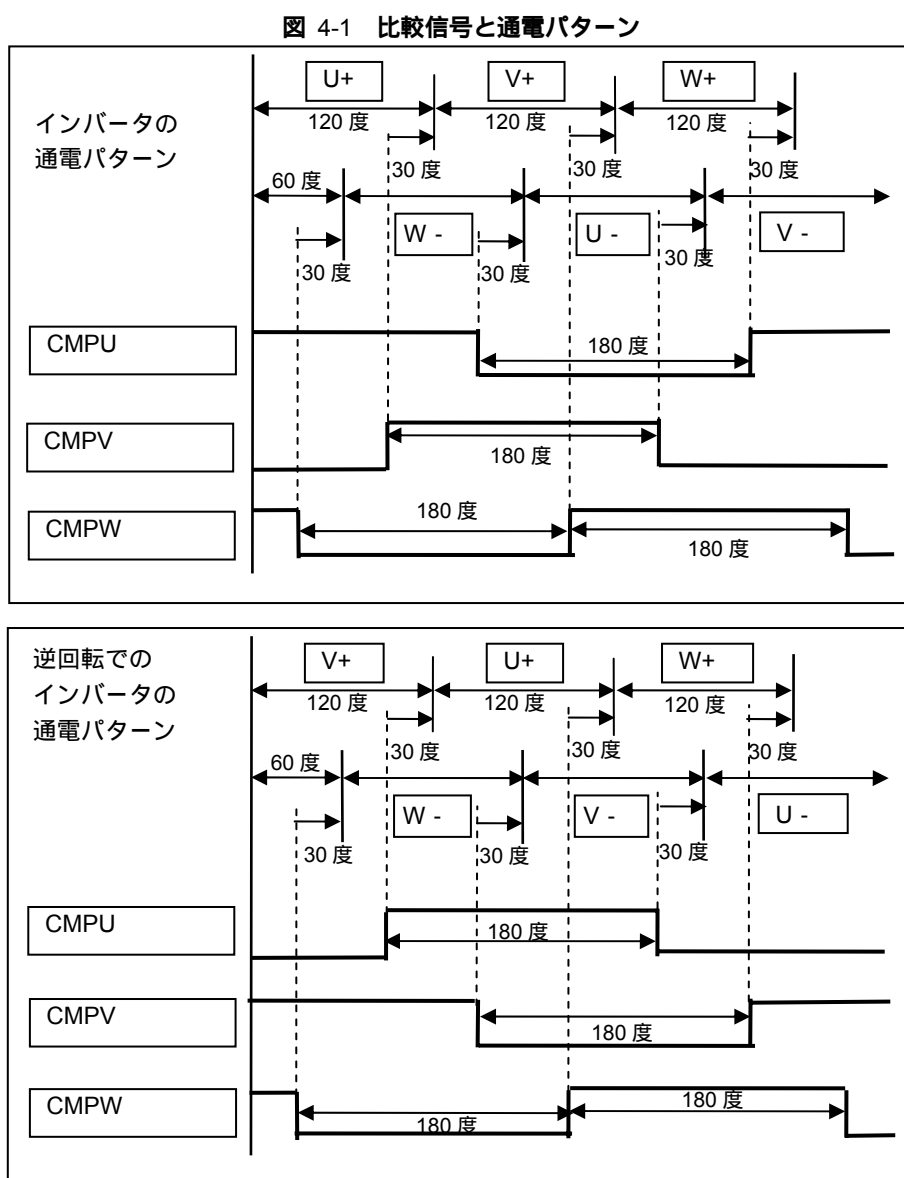 図 4-1 比較信号と通電パターン
U+ V+ W+
インバータの
通電パターン
120 度 120 度 120 度
30 度 30 度 30 度
60 度
W - U - V -
30 度 30 度 30 度
CMPU
180 度
CMPV
180 度
CMPW
180 度
180 度
逆回転での
インバータの
通電パターン
V+ U+ W+
120 度 120 度 120 度
30 度 30 度 30 度
60 度
W - V - U -
30 度 30 度 30 度
CMPU
180 度
CMPV
180 度
CMPW
180 度
180 度